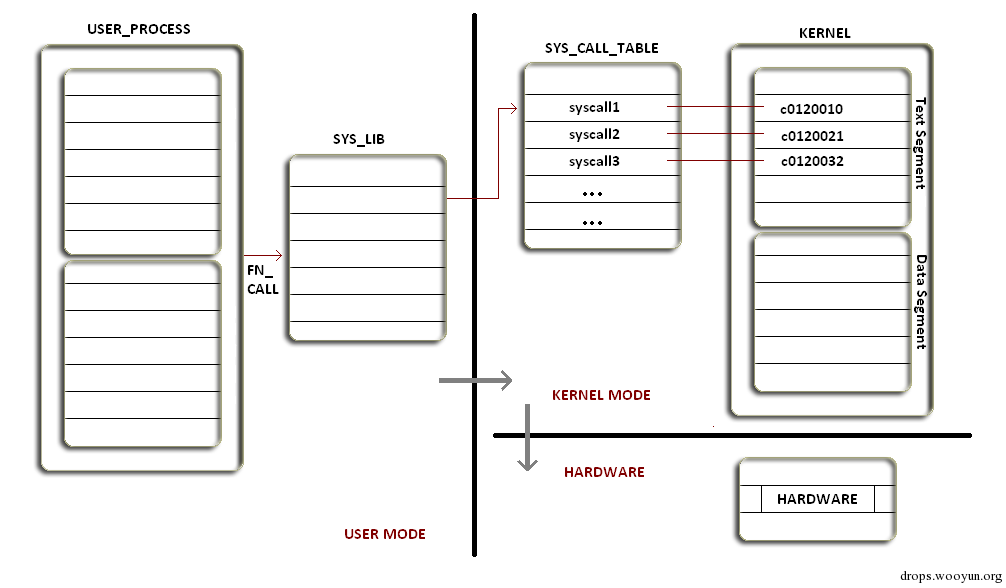 USER_PROCESS
FN_
CALL
SYS_LIB
USER MODE
SYS_CALL_TABLE
syscall1
syscall2
syscall3
...
...
KERNEL
c0120010
c0120021
c0120032
Text Segment
Data Segment
KERNEL MODE
HARDWARE
HARDWARE
drops.wooyun.org